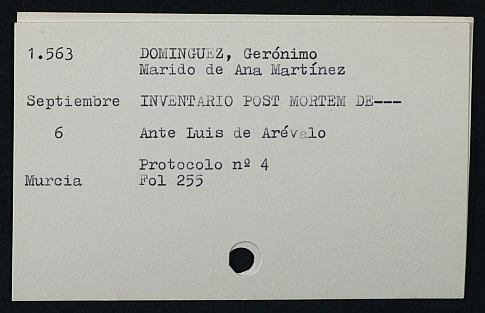 1.563 DOMINGUEZ, Gerónimo
Marido de Ana Martínez
Septiembre INVENTARIO POST MORTEM DE---
6 Ante Luis de Arévalo
Protocolo nº 4
Murcia Fol 255